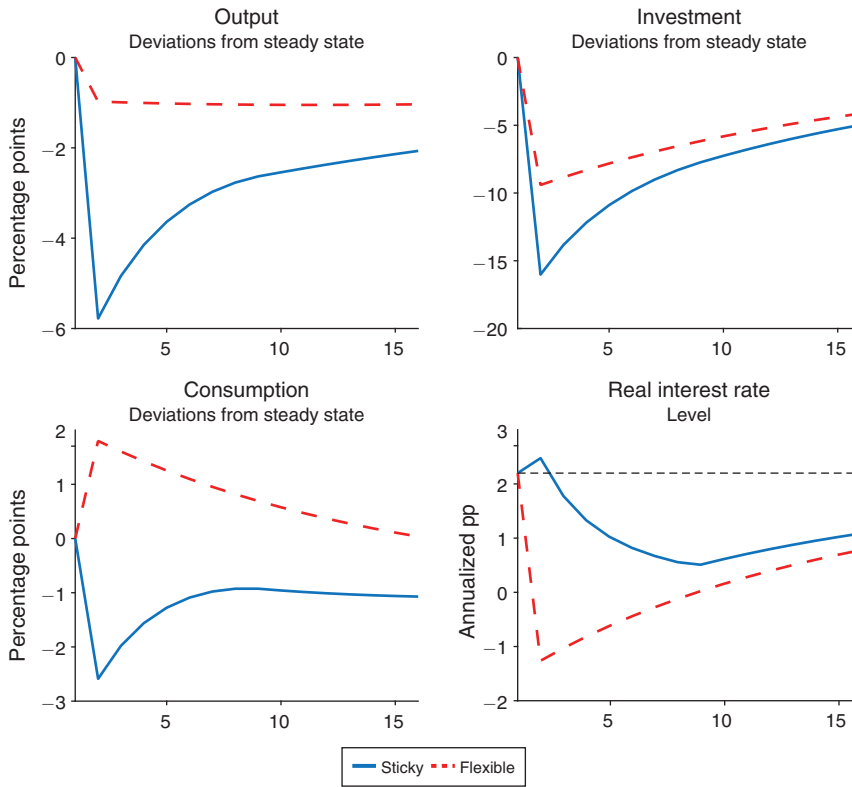 Output
Deviations from steady state
Percentage points
0
−2
−4
−6
5
10
15
Investment
Deviations from steady state
0
−5
−10
−15
−20
5
10
15
Consumption
Deviations from steady state
Percentage points
2
1
0
−1
−2
−3
5
10
15
Real interest rate
Level
Annualized pp
3
2
1
0
−1
−2
5
10
15
Sticky
Flexible